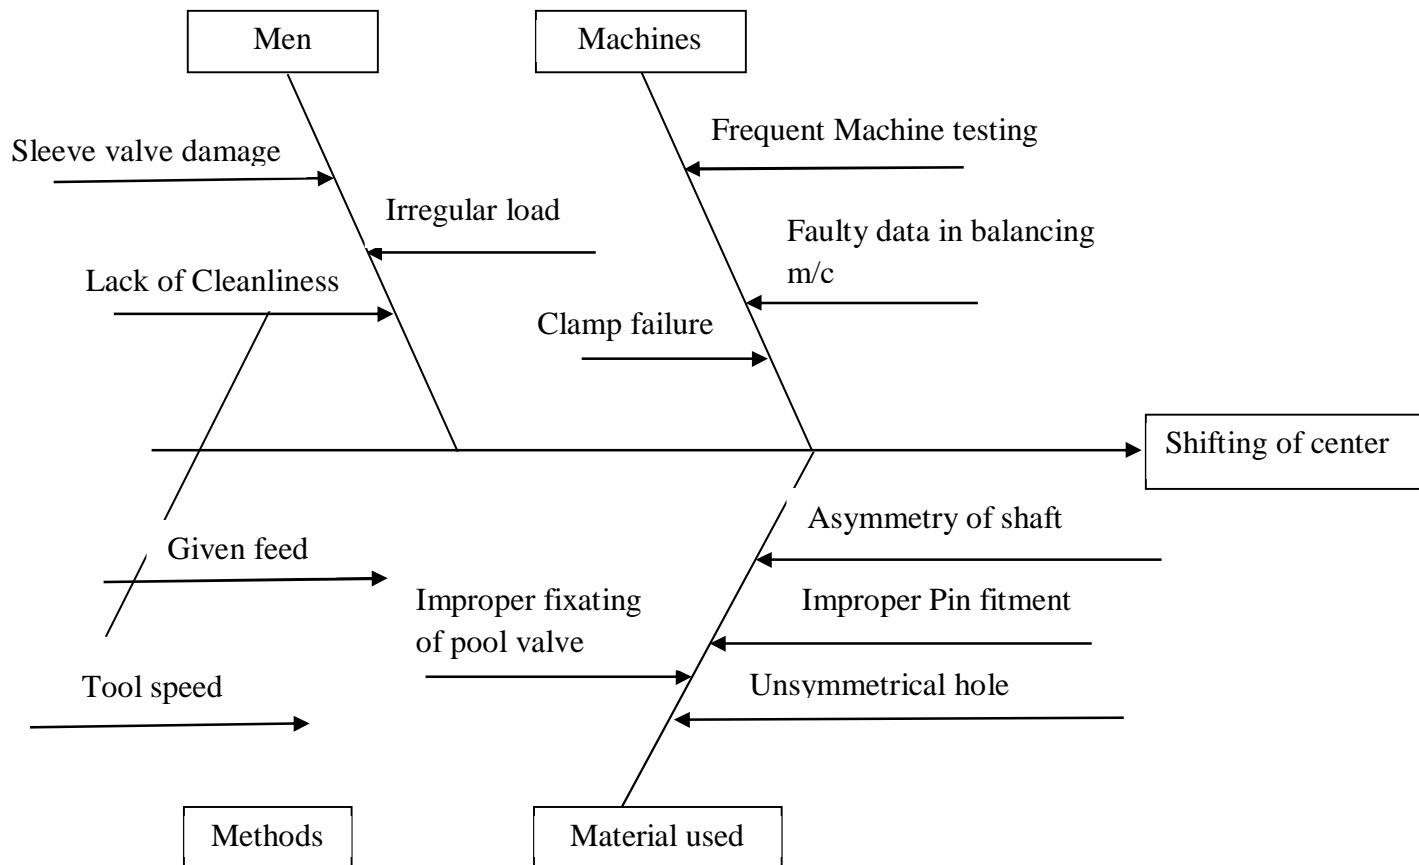 Men
Machines
Frequent Machine testing
Sleeve valve damage
Irregular load
Faulty data in balancing
m/c
Lack of Cleanliness
Clamp failure
Shifting of center
Asymmetry of shaft
Given feed
Improper fixating
of pool valve
Improper Pin fitment
Tool speed
Unsymmetrical hole
Methods
Material used